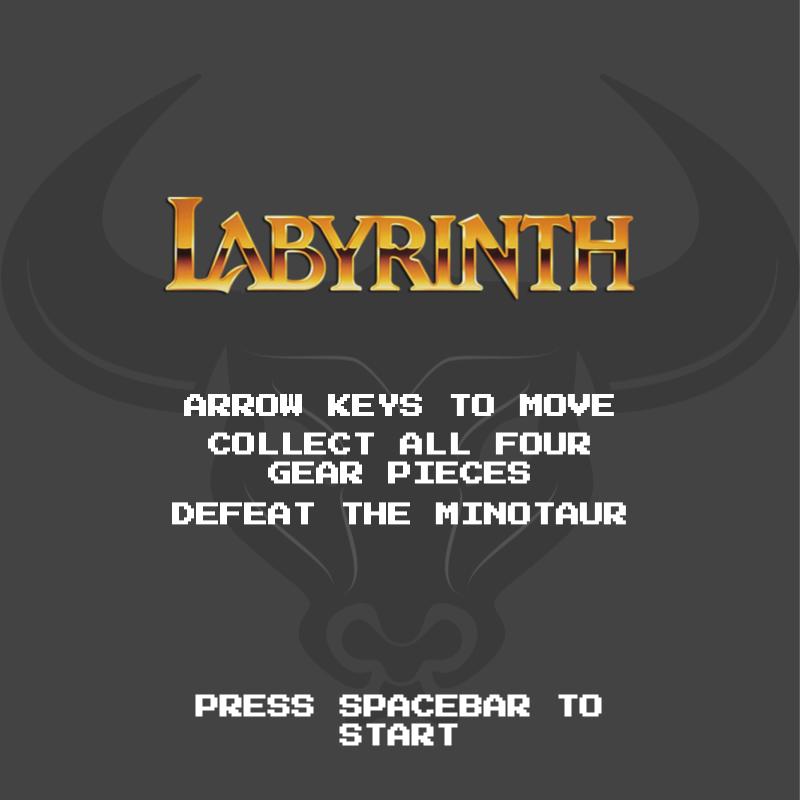 LABYRINTH
ARROW KEYS TO MOVE
COLLECT ALL FOUR
GEAR PIECES
DEFEAT THE MINOTAUR
PRESS SPACEBAR TO
START